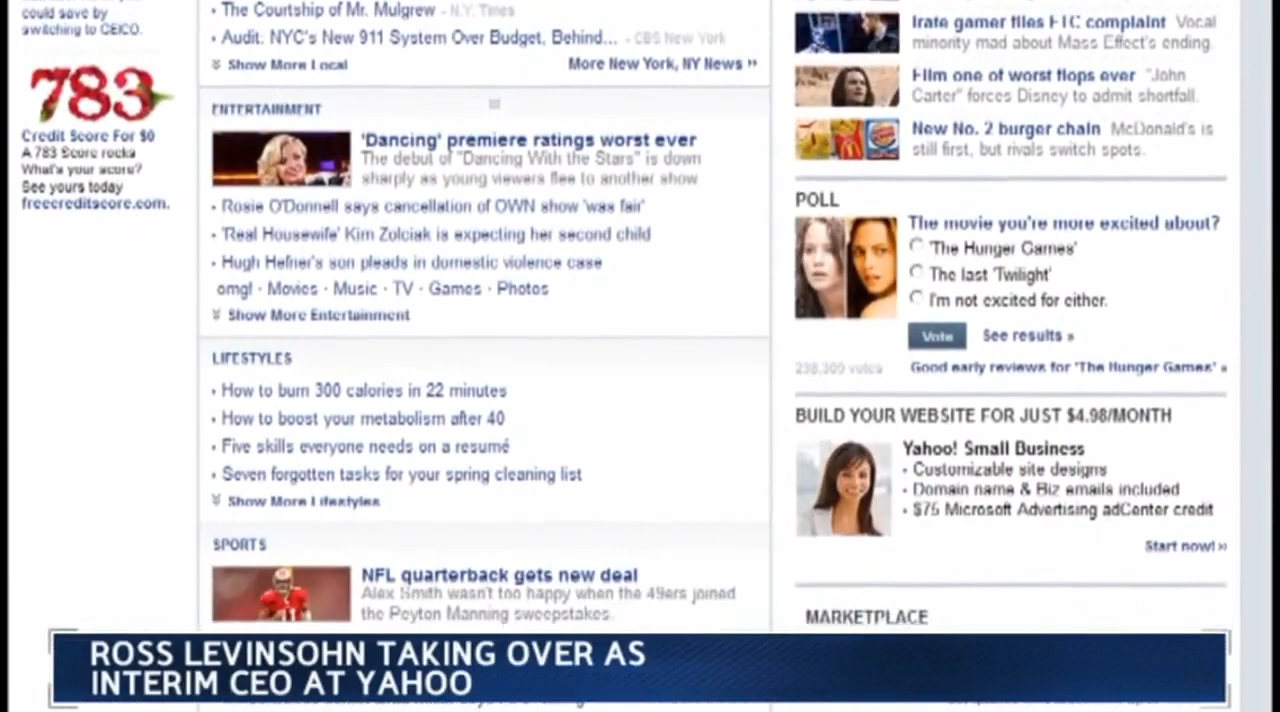 could save by
switching to GEICO.
783
Credit Score For $0
A 783 Score rocks
What's your score?
See yours today
freecreditscore.com.
• The Courtship of Mr. Mulgrew - N.Y. Times
• Audit: NYC's New 911 System Over Budget, Behind... - CBS New York
Show More Local
More New York, NY News »
ENTERTAINMENT
'Dancing' premiere ratings worst ever
The debut of "Dancing With the Stars" is down
sharply as young viewers flee to another show
• Rosie O'Donnell says cancellation of OWN show 'was fair'
• 'Real Housewife' Kim Zolciak is expecting her second child
• Hugh Hefner's son pleads in domestic violence case
omg! · Movies · Music · TV · Games · Photos
Show More Entertainment
LIFESTYLES
• How to burn 300 calories in 22 minutes
• How to boost your metabolism after 40
• Five skills everyone needs on a resumé
• Seven forgotten tasks for your spring cleaning list
Show More Lifestyles
SPORTS
NFL quarterback gets new deal
Alex Smith wasn't too happy when the 49ers joined
the Peyton Manning sweepstakes.
Irate gamer files FTC complaint Vocal
minority mad about Mass Effect's ending.
Film one of worst flops ever "John
Carter" forces Disney to admit shortfall.
New No. 2 burger chain McDonald's is
still first, but rivals switch spots.
POLL
The movie you're more excited about?
'The Hunger Games'
The last 'Twilight'
I'm not excited for either.
Vote See results »
votes
Good early reviews for 'The Hunger Games' »
BUILD YOUR WEBSITE FOR JUST $4.98/MONTH
Yahoo! Small Business
• Customizable site designs
• Domain name & Biz emails included
• $75 Microsoft Advertising adCenter credit
Start now! »
MARKETPLACE
ROSS LEVINSOHN TAKING OVER AS
INTERIM CEO AT YAHOO